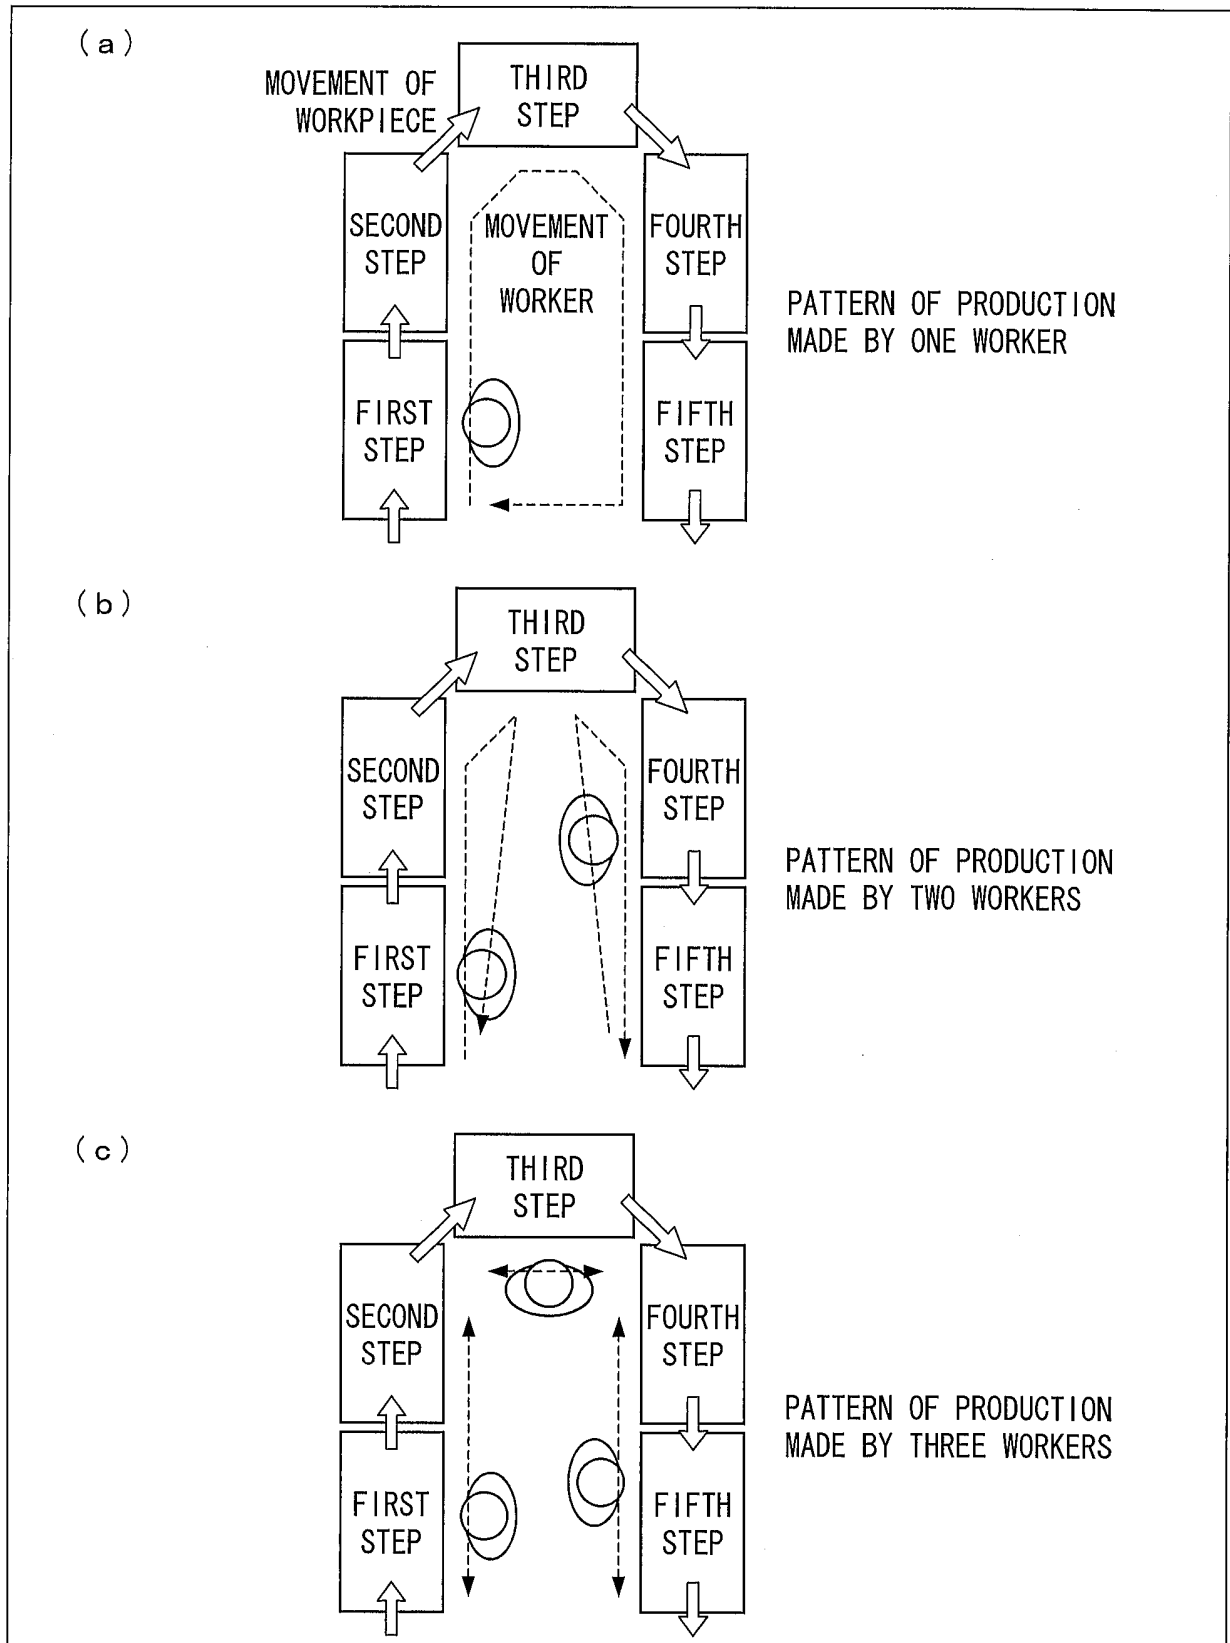 (a)
THIRD
STEP
MOVEMENT OF
WORKPIECE
SECOND
STEP
MOVEMENT
OF
WORKER
FOURTH
STEP
PATTERN OF PRODUCTION
MADE BY ONE WORKER
FIRST
STEP
FIFTH
STEP
(b)
THIRD
STEP
SECOND
STEP
FOURTH
STEP
PATTERN OF PRODUCTION
MADE BY TWO WORKERS
FIRST
STEP
FIFTH
STEP
(c)
THIRD
STEP
SECOND
STEP
FOURTH
STEP
PATTERN OF PRODUCTION
MADE BY THREE WORKERS
FIRST
STEP
FIFTH
STEP